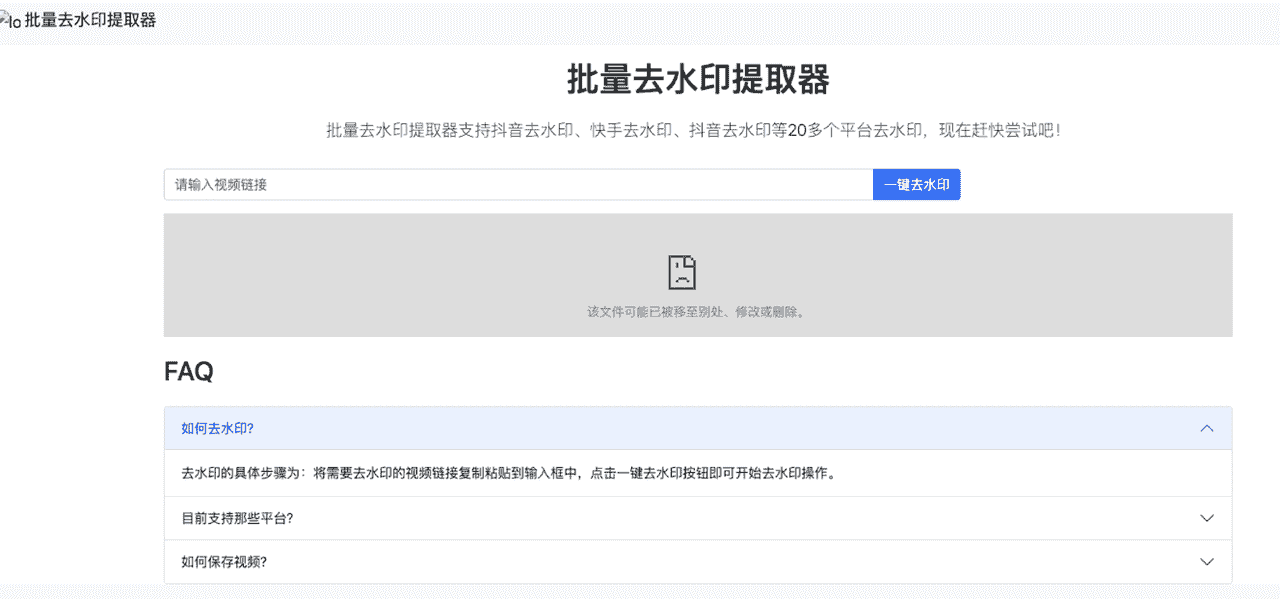 lo 批量去水印提取器
批量去水印提取器
批量去水印提取器支持抖音去水印、快手去水印、抖音去水印等20多个平台去水印，现在赶快尝试吧！
请输入视频链接 一键去水印
该文件可能已被移至别处、修改或删除。
FAQ
如何去水印?
去水印的具体步骤为：将需要去水印的视频链接复制粘贴到输入框中，点击一键去水印按钮即可开始去水印操作。
目前支持那些平台?
如何保存视频?